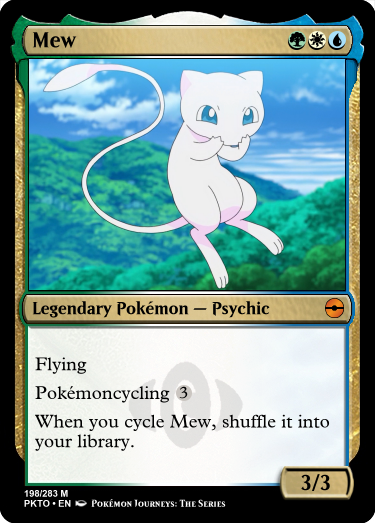 Mew
Legendary Pokémon — Psychic
Flying
Pokémoncycling 3
When you cycle Mew, shuffle it into
your library.
3/3
198/283 M
PKTO • EN Pokémon Journeys: The Series